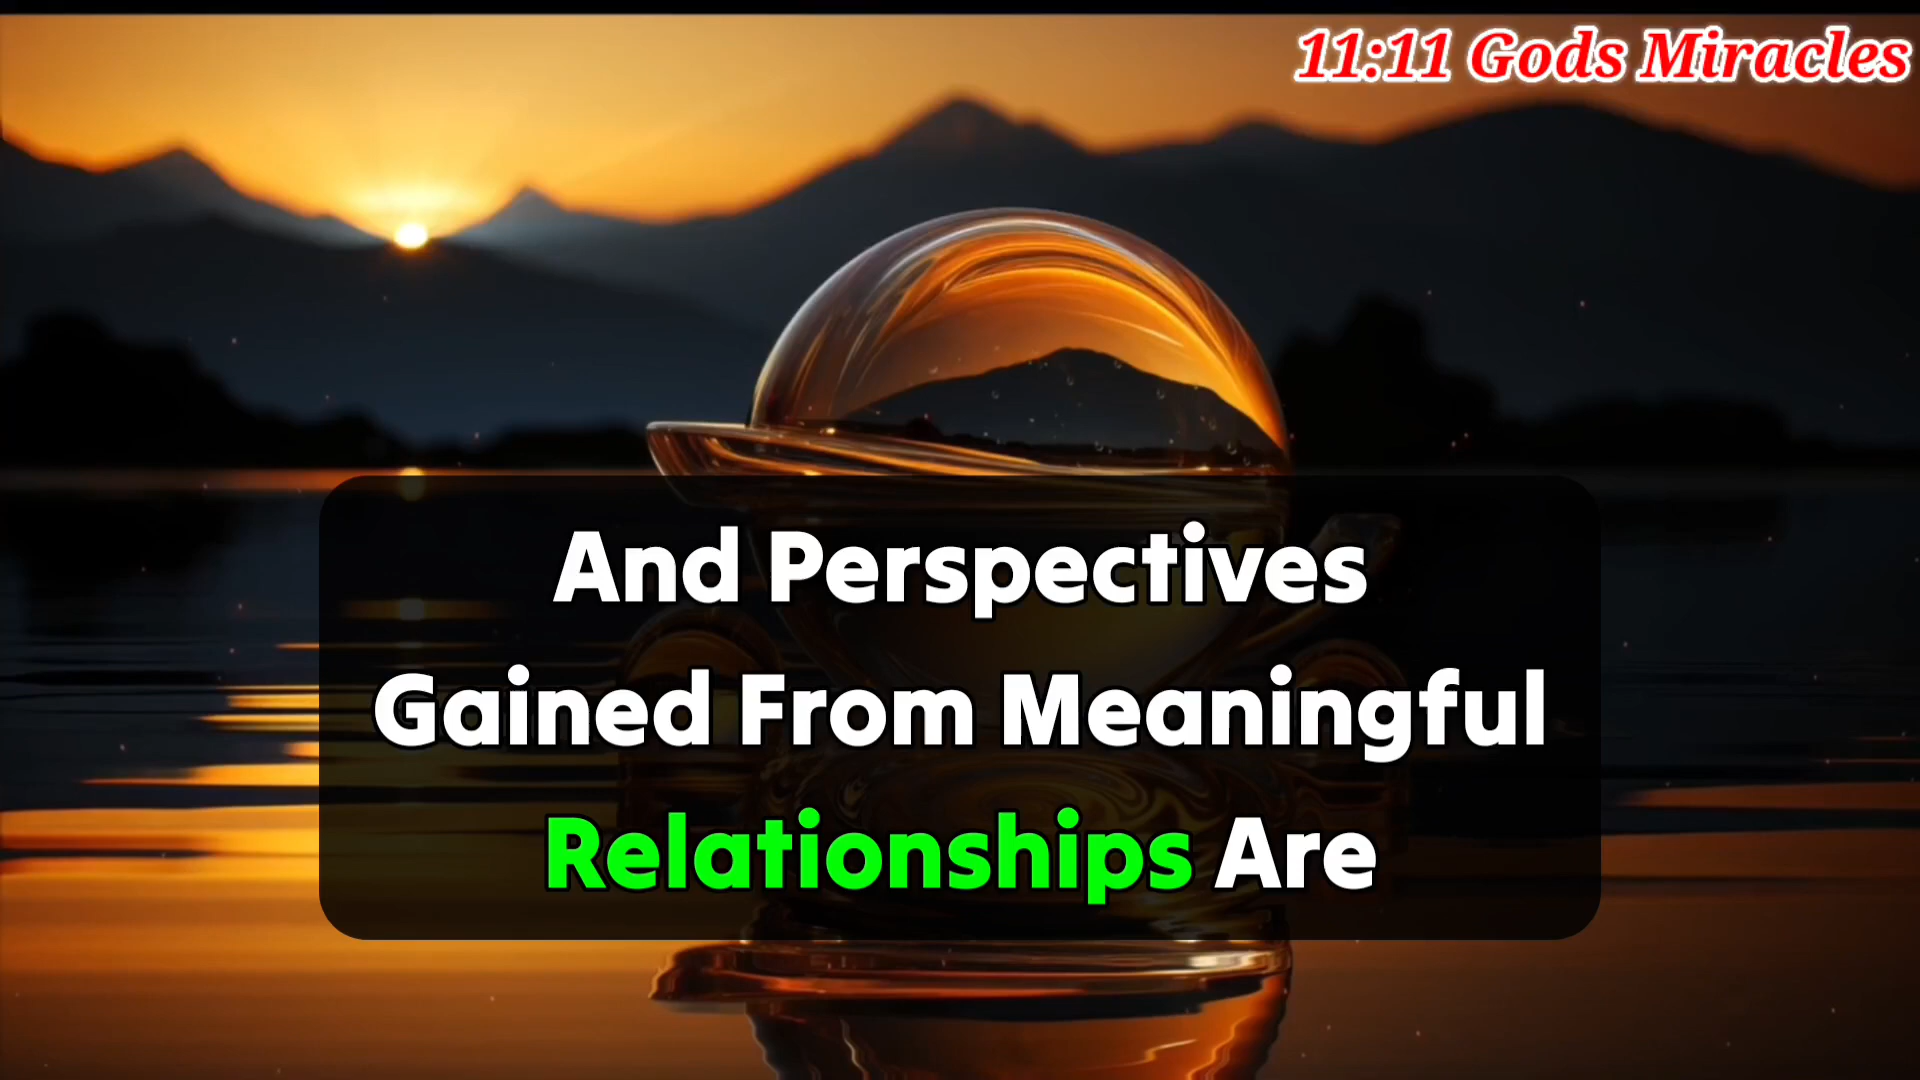 11:11 Gods Miracles
And Perspectives
Gained From Meaningful
Relationships Are